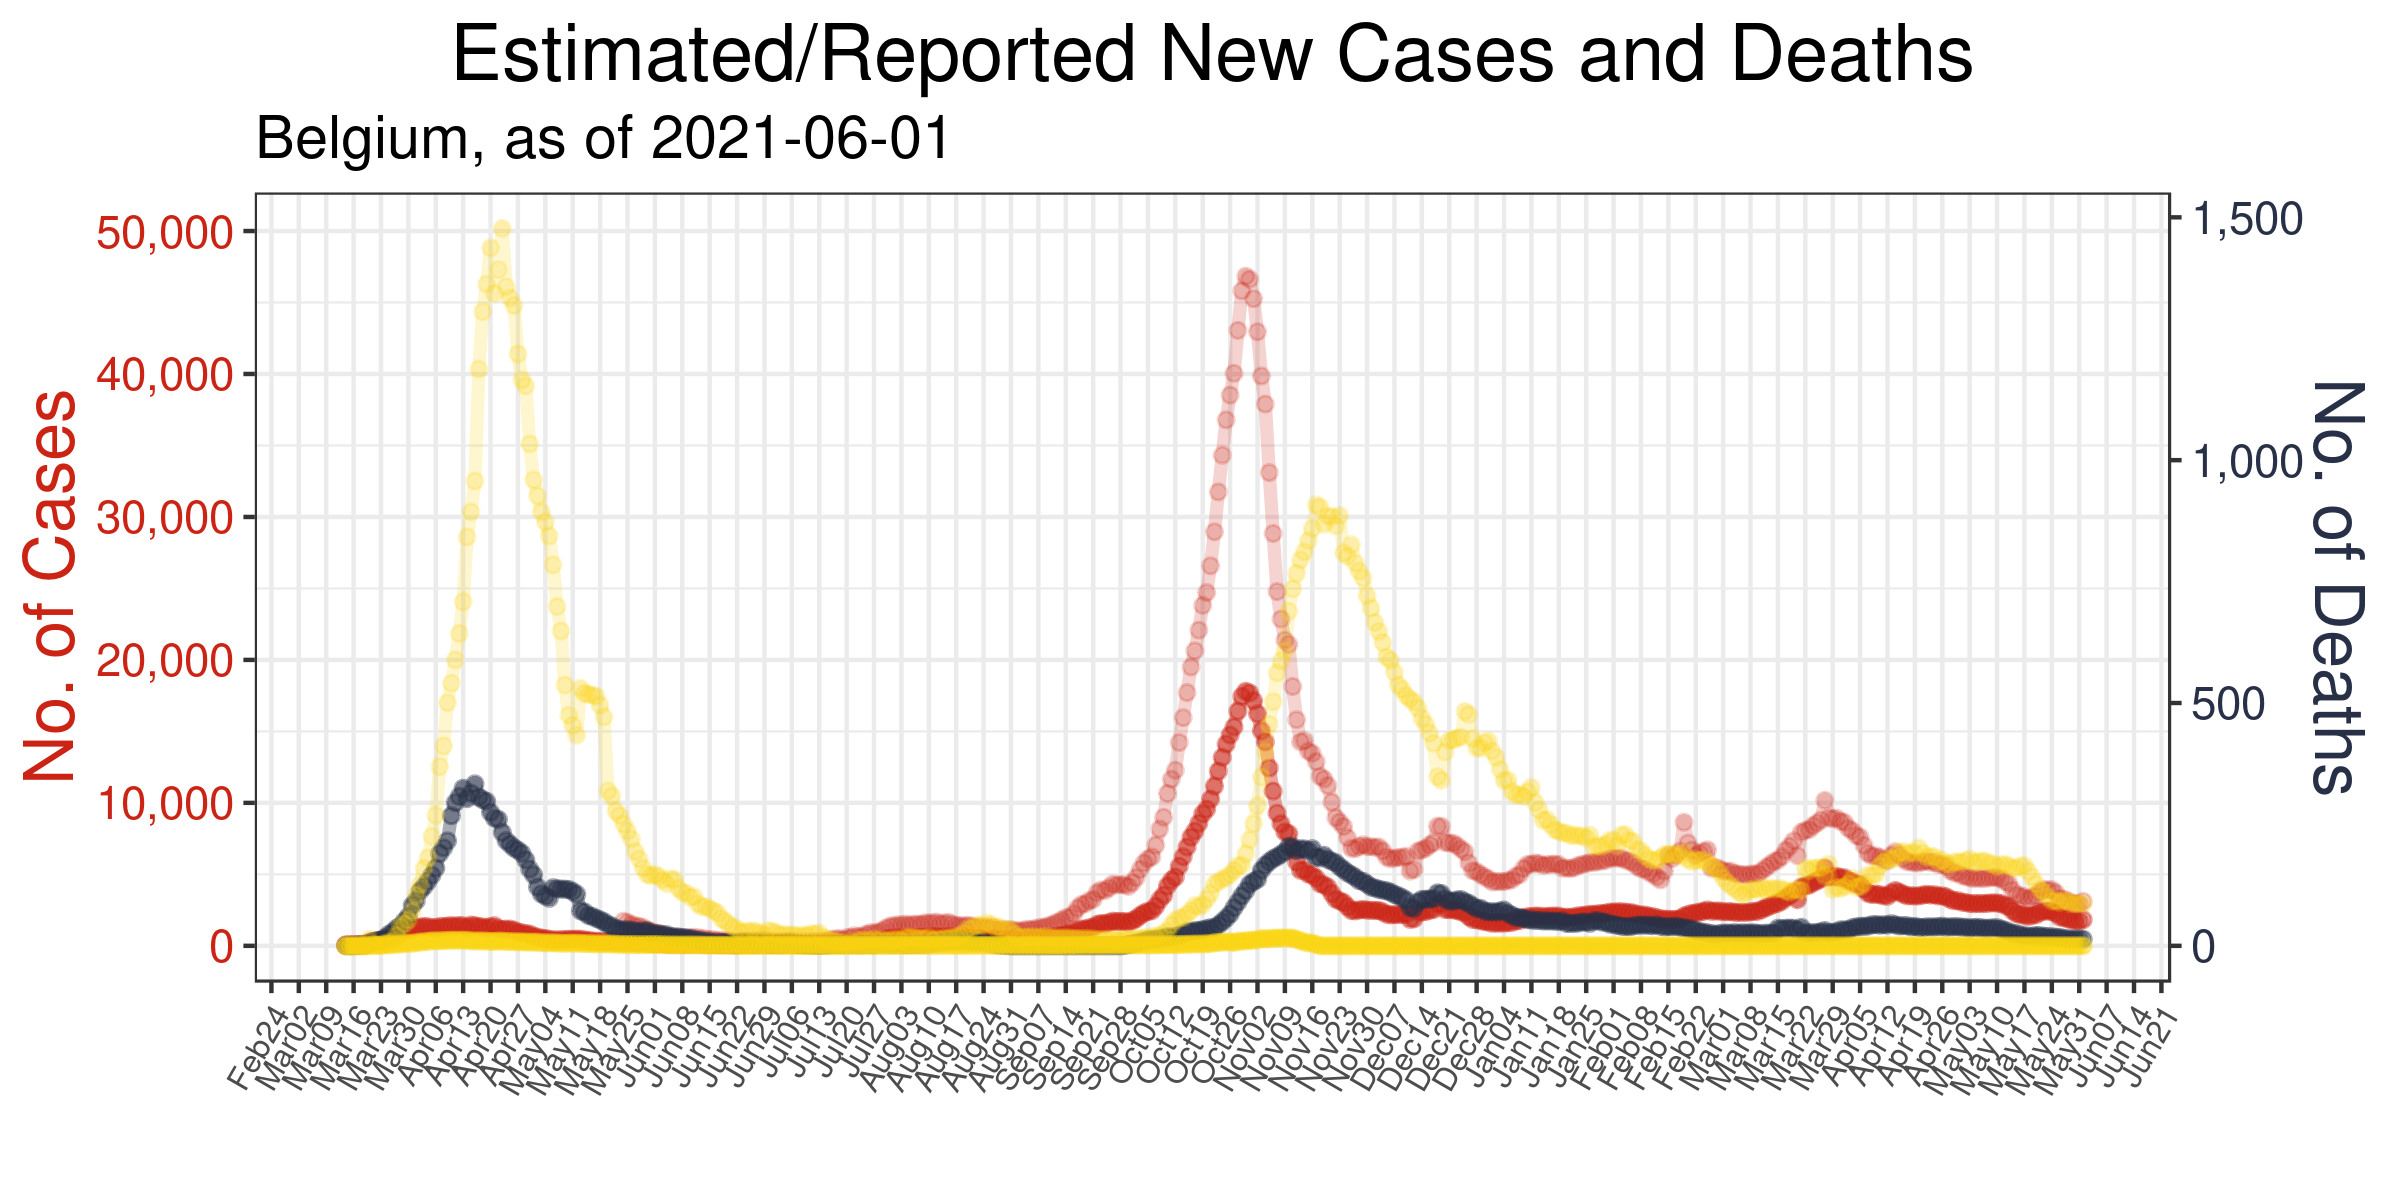 Estimated/Reported New Cases and Deaths
Belgium, as of 2021-06-01
No. of Cases
50,000
40,000
30,000
20,000
10,000
0
1,500
1,000
500
0
No. of Deaths
Feb24
Mar02
Mar09
Mar16
Mar23
Mar30
Apr06
Apr13
Apr20
Apr27
May04
May11
May18
May25
Jun01
Jun08
Jun15
Jun22
Jun29
Jul06
Jul13
Jul20
Jul27
Aug03
Aug10
Aug17
Aug24
Aug31
Sep07
Sep14
Sep21
Sep28
Oct05
Oct12
Oct19
Oct26
Nov02
Nov09
Nov16
Nov23
Nov30
Dec07
Dec14
Dec21
Dec28
Jan04
Jan11
Jan18
Jan25
Feb01
Feb08
Feb15
Feb22
Mar01
Mar08
Mar15
Mar22
Mar29
Apr05
Apr12
Apr19
Apr26
May03
May10
May17
May24
May31
Jun07
Jun14
Jun21